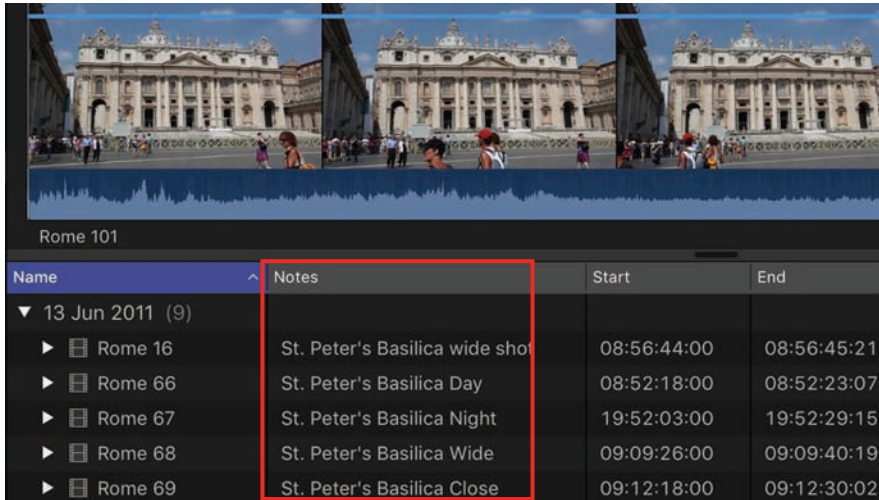 Rome 101
Name Notes Start End
13 Jun 2011 (9)
Rome 16 St. Peter's Basilica wide shot 08:56:44:00 08:56:45:21
Rome 66 St. Peter's Basilica Day 08:52:18:00 08:52:23:07
Rome 67 St. Peter's Basilica Night 19:52:03:00 19:52:29:15
Rome 68 St. Peter's Basilica Wide 09:09:26:00 09:09:40:19
Rome 69 St. Peter's Basilica Close 09:12:18:00 09:12:30:02